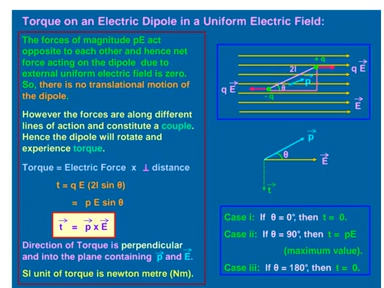 Torque on an Electric Dipole in a Uniform Electric Field:
The forces of magnitude pE act
opposite to each other and hence net
force acting on the dipole due to
external uniform electric field is zero.
So, there is no translational motion of
the dipole.
However the forces are along different
lines of action and constitute a couple.
Hence the dipole will rotate and
experience torque.
Torque = Electric Force x ⊥ distance
t = q E (2l sin θ)
= p E sin θ
t = p x E
Direction of Torque is perpendicular
and into the plane containing p and E.
SI unit of torque is newton metre (Nm).
+ q
2l
q E
p
θ
q E
- q
E
p
θ
E
t
Case i: If θ = 0°, then t = 0.
Case ii: If θ = 90°, then t = pE
(maximum value).
Case iii: If θ = 180°, then t = 0.